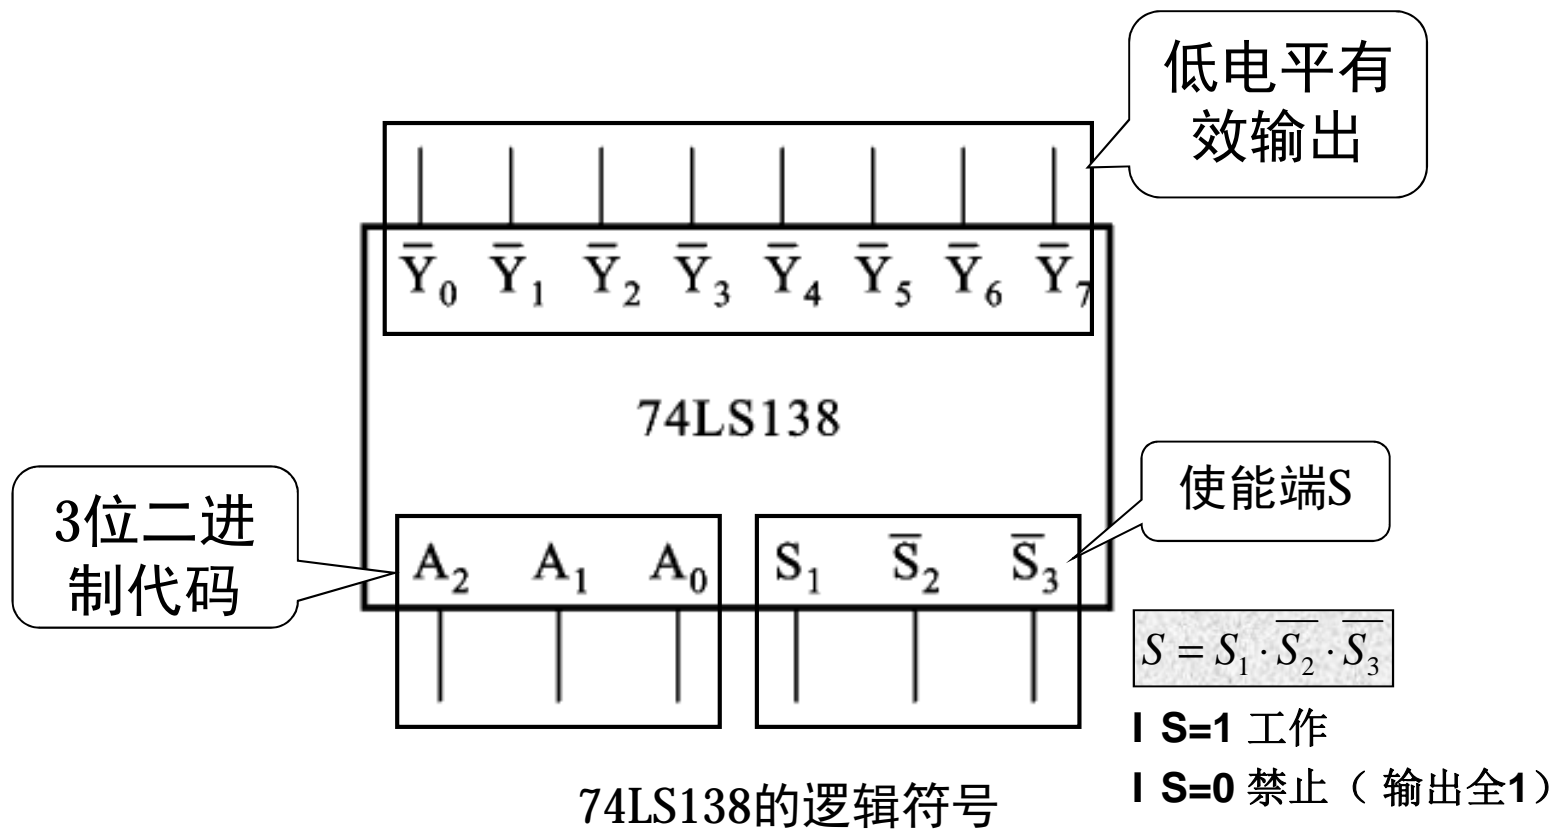 低电平有
效输出
Y̅₀ Y̅₁ Y̅₂ Y̅₃ Y̅₄ Y̅₅ Y̅₆ Y̅₇
74LS138
3位二进
制代码
使能端S
A₂ A₁ A₀ S₁ S̅₂ S̅₃
S = S₁ · S̅₂ · S̅₃
l S=1 工作
l S=0 禁止（ 输出全1）
74LS138的逻辑符号